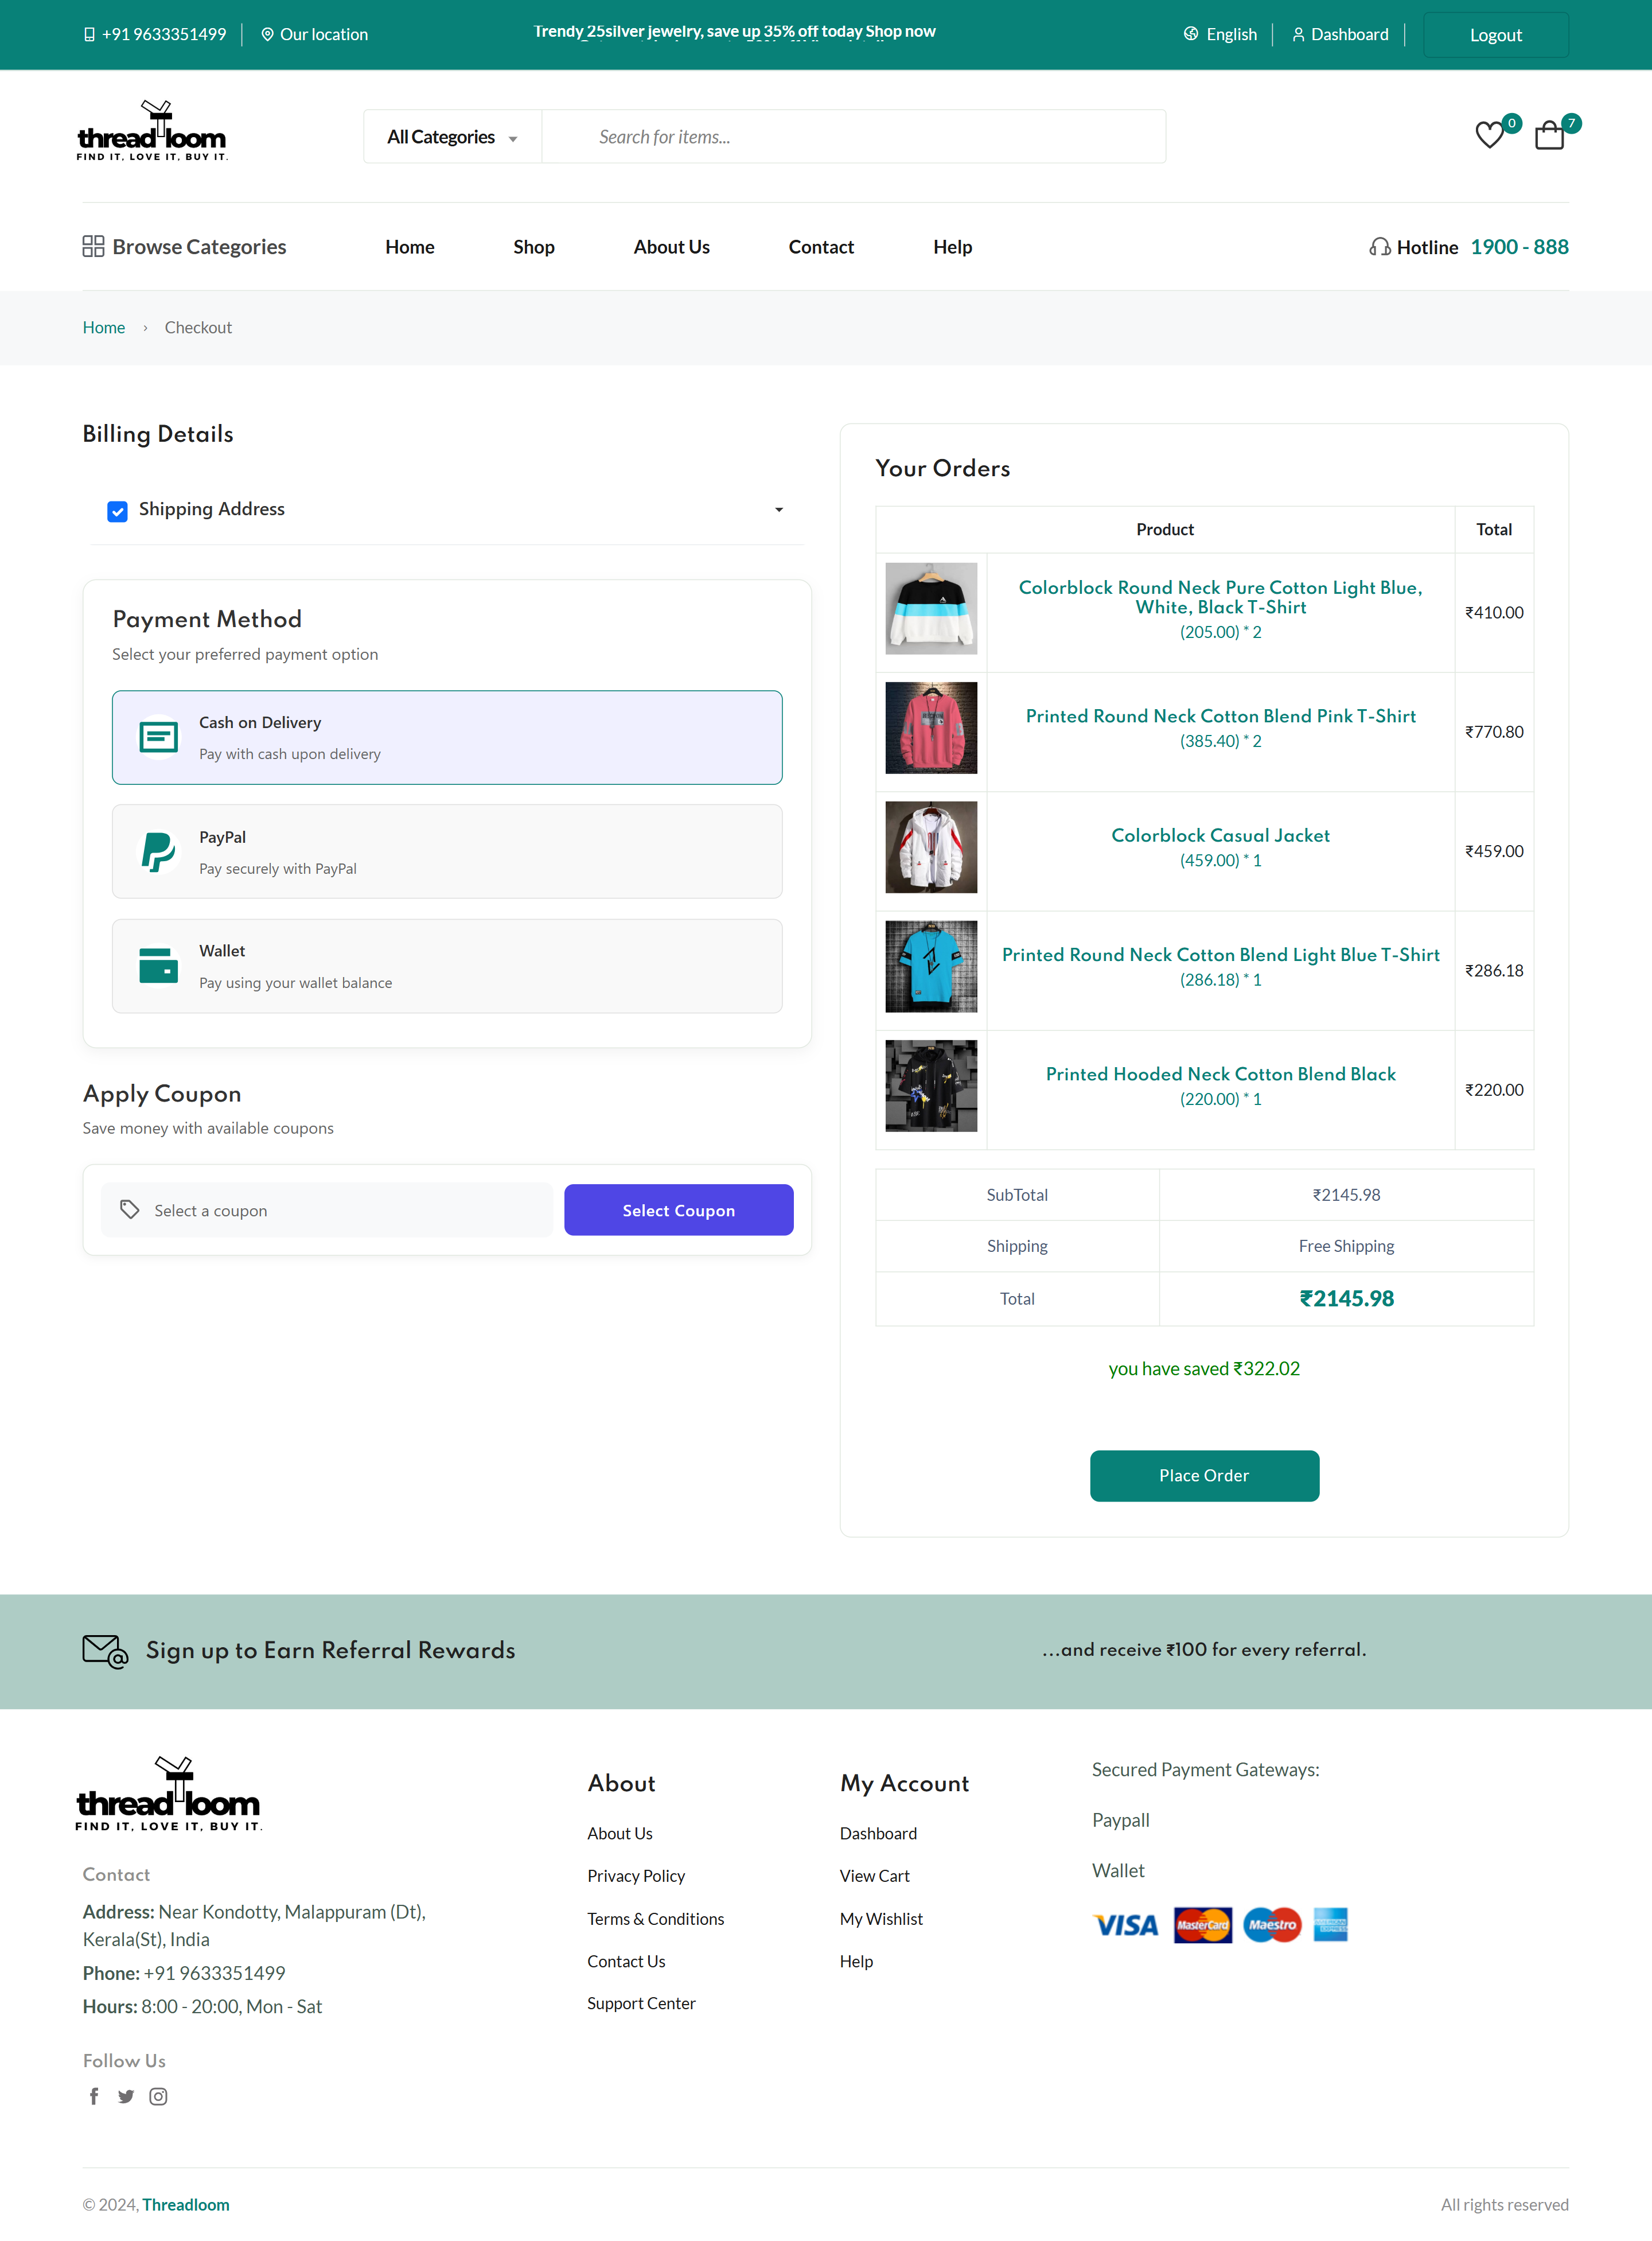 +91 9633351499
Our location
Trendy 25silver jewelry, save up 35% off today Shop now
English
Dashboard
Logout
threadloom
FIND IT, LOVE IT, BUY IT.
All Categories
Search for items...
0
7
Browse Categories
Home
Shop
About Us
Contact
Help
Hotline 1900 - 888
Home › Checkout
Billing Details
Shipping Address
Payment Method
Select your preferred payment option
Cash on Delivery
Pay with cash upon delivery
PayPal
Pay securely with PayPal
Wallet
Pay using your wallet balance
Apply Coupon
Save money with available coupons
Select a coupon
Select Coupon
Your Orders
Product
Total
Colorblock Round Neck Pure Cotton Light Blue,
White, Black T-Shirt
(205.00) * 2
₹410.00
Printed Round Neck Cotton Blend Pink T-Shirt
(385.40) * 2
₹770.80
Colorblock Casual Jacket
(459.00) * 1
₹459.00
Printed Round Neck Cotton Blend Light Blue T-Shirt
(286.18) * 1
₹286.18
Printed Hooded Neck Cotton Blend Black
(220.00) * 1
₹220.00
SubTotal
₹2145.98
Shipping
Free Shipping
Total
₹2145.98
you have saved ₹322.02
Place Order
Sign up to Earn Referral Rewards
...and receive ₹100 for every referral.
threadloom
FIND IT, LOVE IT, BUY IT.
Contact
Address: Near Kondotty, Malappuram (Dt),
Kerala(St), India
Phone: +91 9633351499
Hours: 8:00 - 20:00, Mon - Sat
Follow Us
About
About Us
Privacy Policy
Terms & Conditions
Contact Us
Support Center
My Account
Dashboard
View Cart
My Wishlist
Help
Secured Payment Gateways:
Paypall
Wallet
VISA
MasterCard
Maestro
AMERICAN EXPRESS
© 2024, Threadloom
All rights reserved